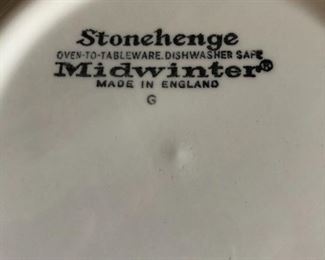 Stonehenge
OVEN-TO-TABLEWARE.DISHWASHER SAFE
Midwinter®
MADE IN ENGLAND
G